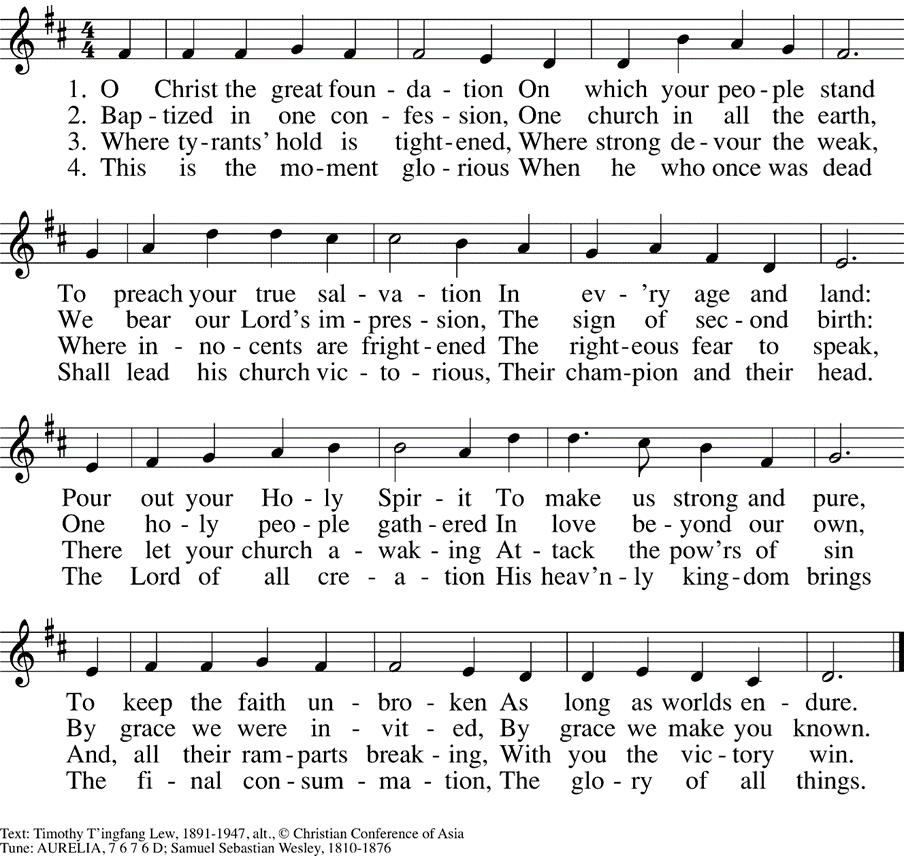 4
4
1. O Christ the great foun - da - tion On which your peo - ple stand
2. Bap - tized in one con - fes - sion, One church in all the earth,
3. Where ty - rants’ hold is tight - ened, Where strong de - vour the weak,
4. This is the mo - ment glo - rious When he who once was dead
To preach your true sal - va - tion In ev - ’ry age and land:
We bear our Lord’s im - pres - sion, The sign of sec - ond birth:
Where in - no - cents are fright - ened The right - eous fear to speak,
Shall lead his church vic - to - rious, Their cham - pion and their head.
Pour out your Ho - ly Spir - it To make us strong and pure,
One ho - ly peo - ple gath - ered In love be - yond our own,
There let your church a - wak - ing At - tack the pow’rs of sin
The Lord of all cre - a - tion His heav’n - ly king - dom brings
To keep the faith un - bro - ken As long as worlds en - dure.
By grace we were in - vit - ed, By grace we make you known.
And, all their ram - parts break - ing, With you the vic - tory win.
The fi - nal con - sum - ma - tion, The glo - ry of all things.
Text: Timothy T’ingfang Lew, 1891-1947, alt., © Christian Conference of Asia
Tune: AURELIA, 7 6 7 6 D; Samuel Sebastian Wesley, 1810-1876